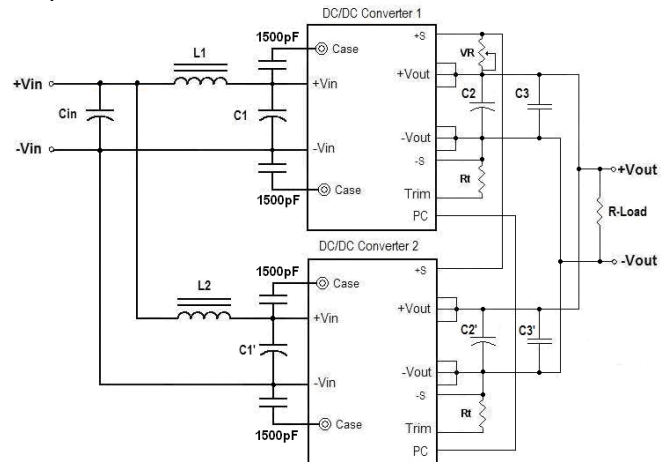 DC/DC Converter 1
1500pF
Case
+S
VR
L1
+Vin
+Vin
+Vout
Cin
C1
C2
C3
-Vin
-Vin
-Vout
-S
Case
1500pF
Rt
Trim
PC
+Vout
R-Load
-Vout
DC/DC Converter 2
1500pF
Case
+S
L2
+Vin
+Vout
C1'
C2'
C3'
-Vin
-Vout
-S
Case
1500pF
Rt
Trim
PC